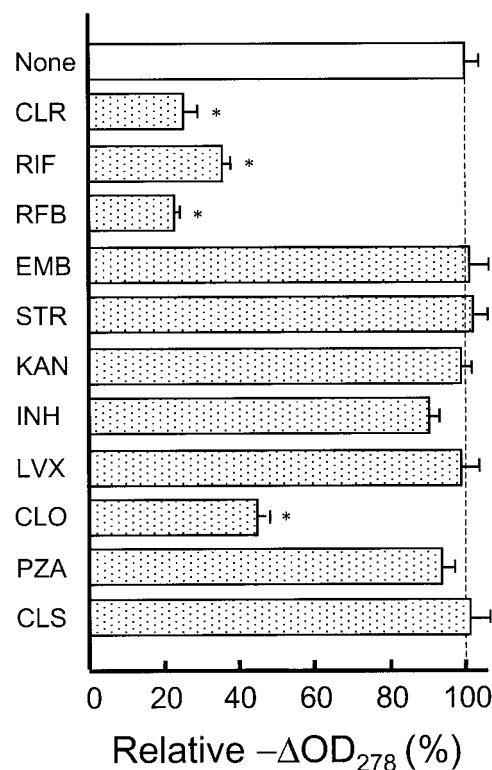 None
CLR *
RIF *
RFB *
EMB
STR
KAN
INH
LVX
CLO *
PZA
CLS
0 20 40 60 80 100
Relative −ΔOD₂₇₈ (%)